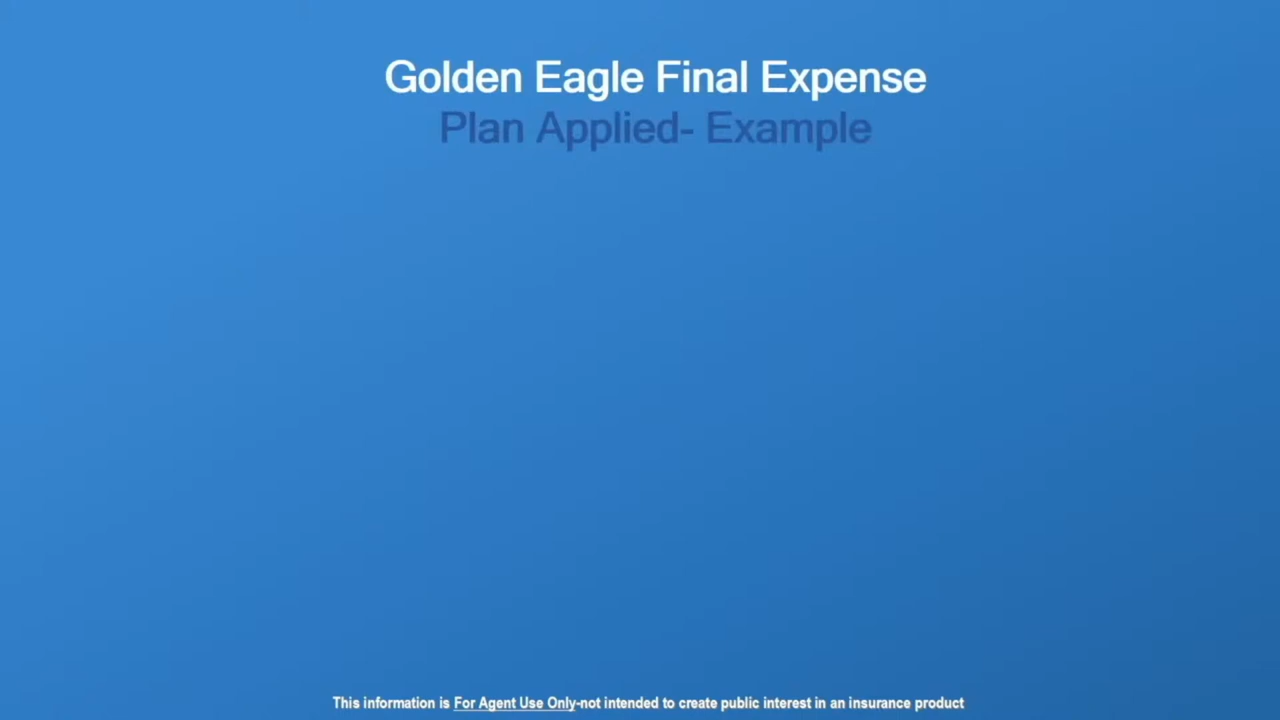 Golden Eagle Final Expense
Plan Applied- Example
This information is For Agent Use Only-not intended to create public interest in an insurance product